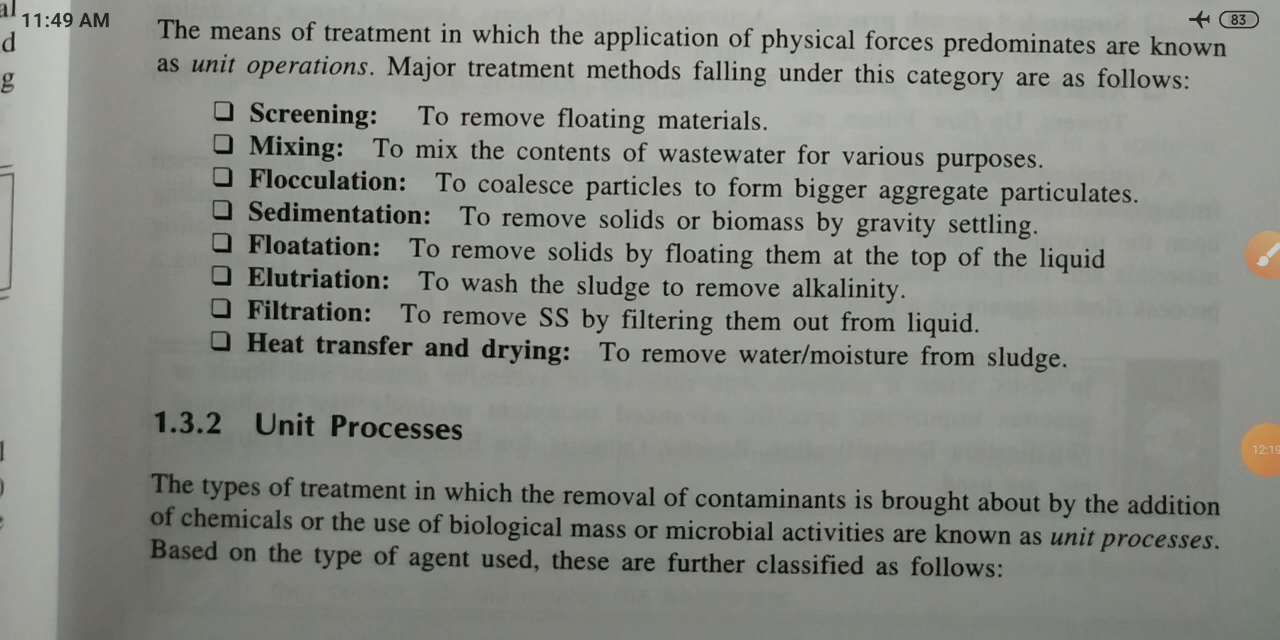 al
11:49 AM
83
d
g
The means of treatment in which the application of physical forces predominates are known
as unit operations. Major treatment methods falling under this category are as follows:
❑ Screening: To remove floating materials.
❑ Mixing: To mix the contents of wastewater for various purposes.
❑ Flocculation: To coalesce particles to form bigger aggregate particulates.
❑ Sedimentation: To remove solids or biomass by gravity settling.
❑ Floatation: To remove solids by floating them at the top of the liquid
❑ Elutriation: To wash the sludge to remove alkalinity.
❑ Filtration: To remove SS by filtering them out from liquid.
❑ Heat transfer and drying: To remove water/moisture from sludge.
1.3.2 Unit Processes
12:19
The types of treatment in which the removal of contaminants is brought about by the addition
of chemicals or the use of biological mass or microbial activities are known as unit processes.
Based on the type of agent used, these are further classified as follows: